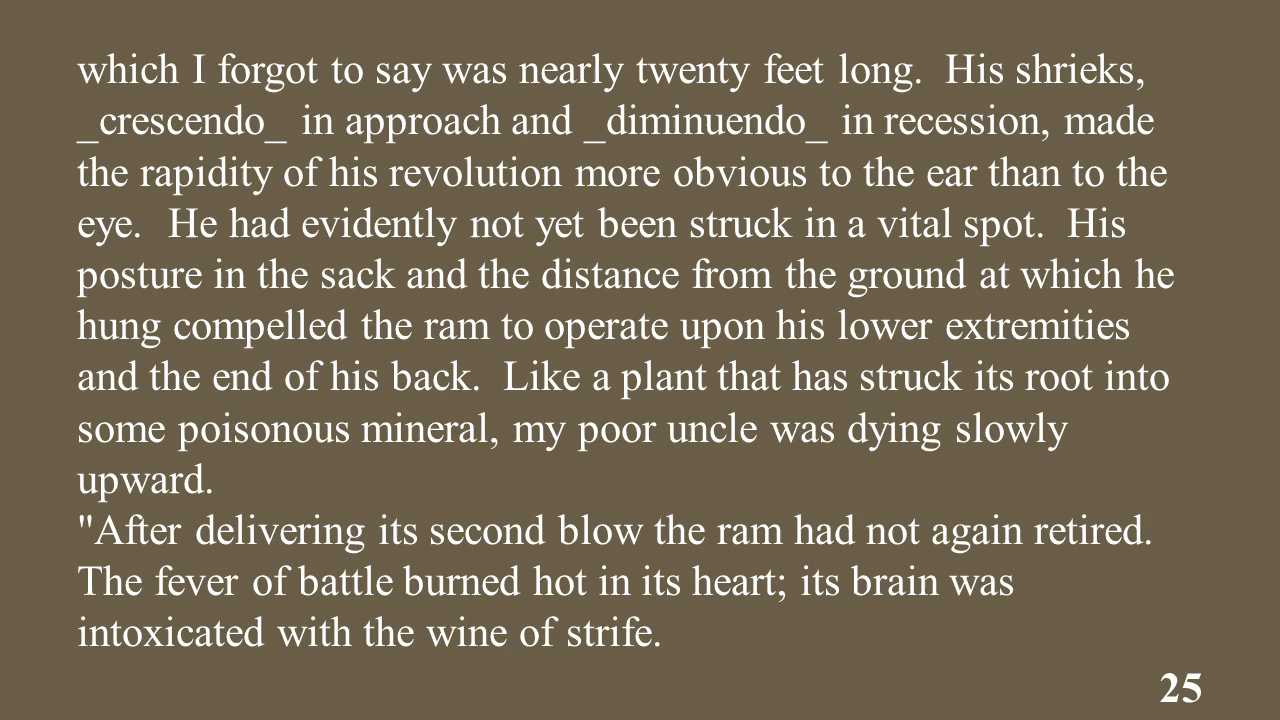 which I forgot to say was nearly twenty feet long.  His shrieks,
_crescendo_ in approach and _diminuendo_ in recession, made
the rapidity of his revolution more obvious to the ear than to the
eye.  He had evidently not yet been struck in a vital spot.  His
posture in the sack and the distance from the ground at which he
hung compelled the ram to operate upon his lower extremities
and the end of his back.  Like a plant that has struck its root into
some poisonous mineral, my poor uncle was dying slowly
upward.
"After delivering its second blow the ram had not again retired.
The fever of battle burned hot in its heart; its brain was
intoxicated with the wine of strife.
25